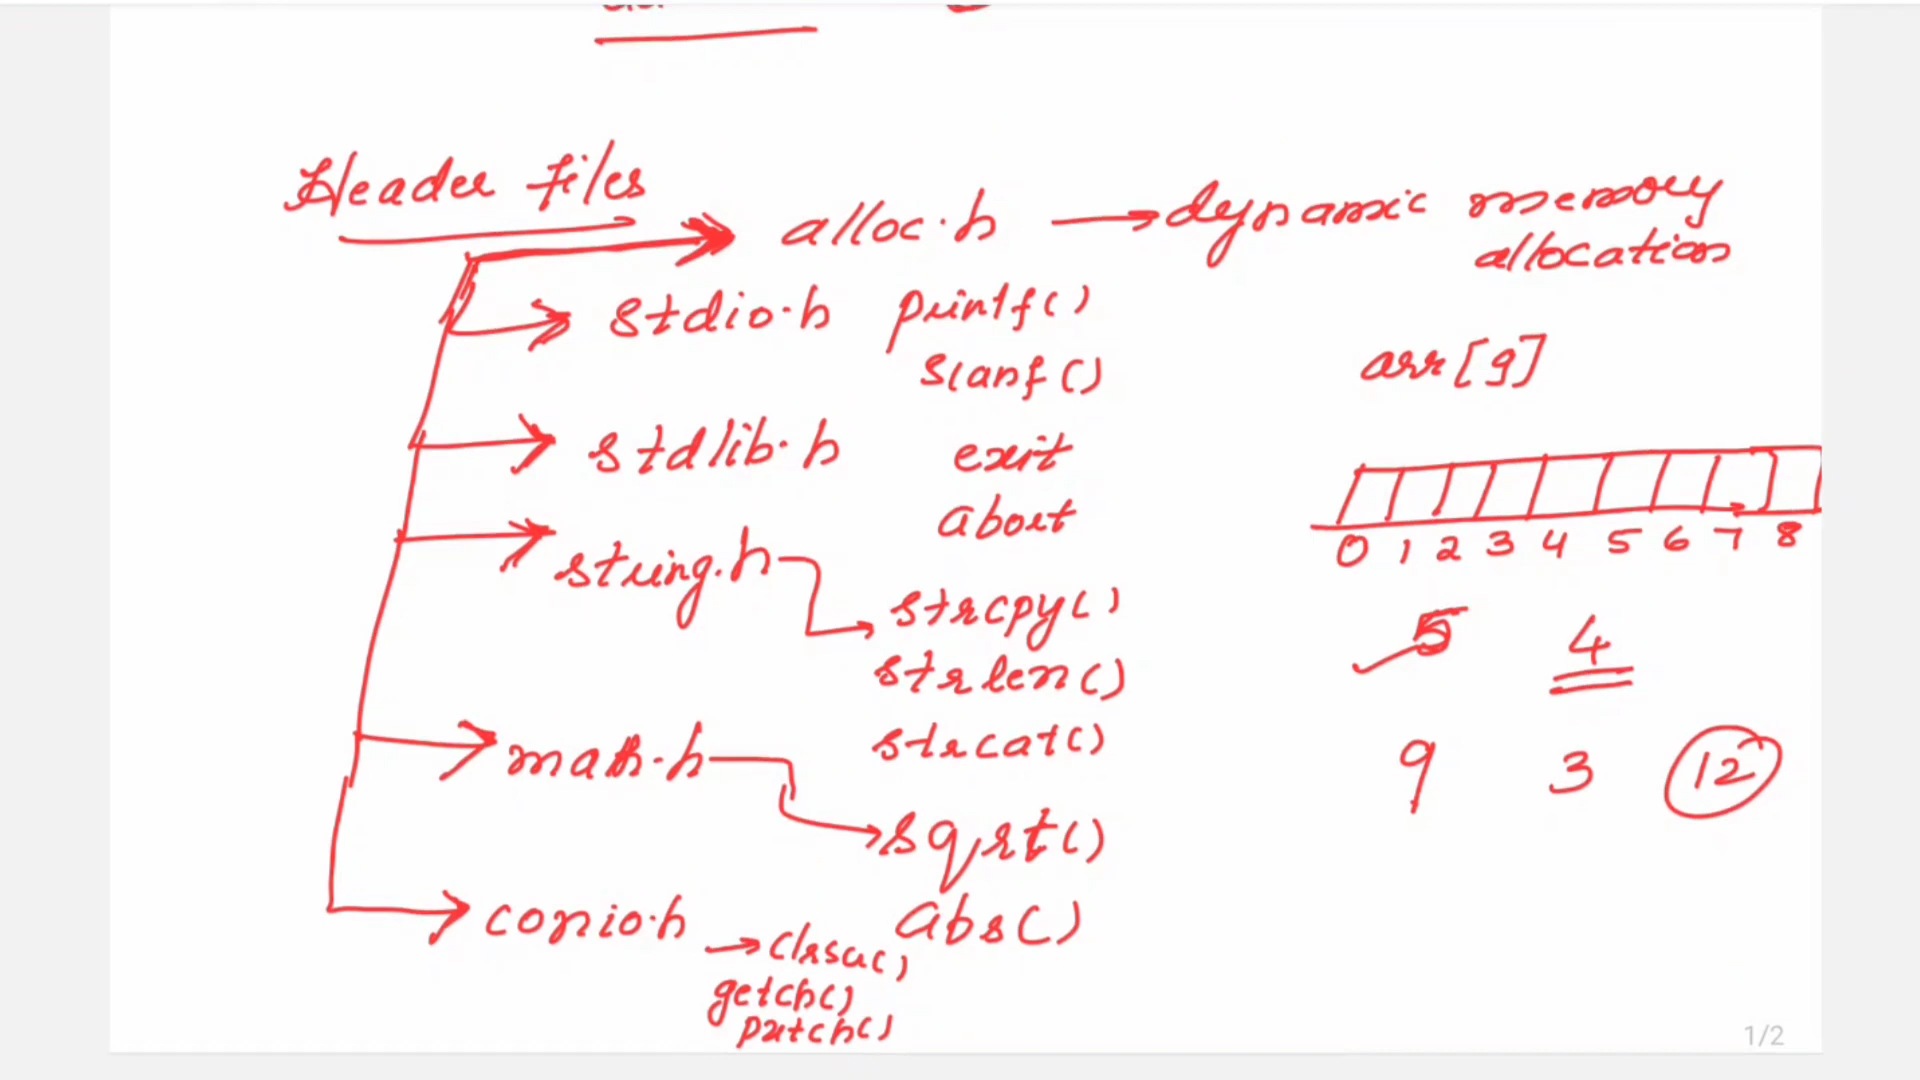 Header files
alloc.h → dynamic memory
allocation
stdio.h printf()
scanf()
arr[9]
stdlib.h exit
abort
string.h
0 1 2 3 4 5 6 7 8
strcpy()
strlen()
strcat()
5 4
math.h
9 3 12
sqrt()
abs()
conio.h → clrscr()
getch()
putch()
1/2